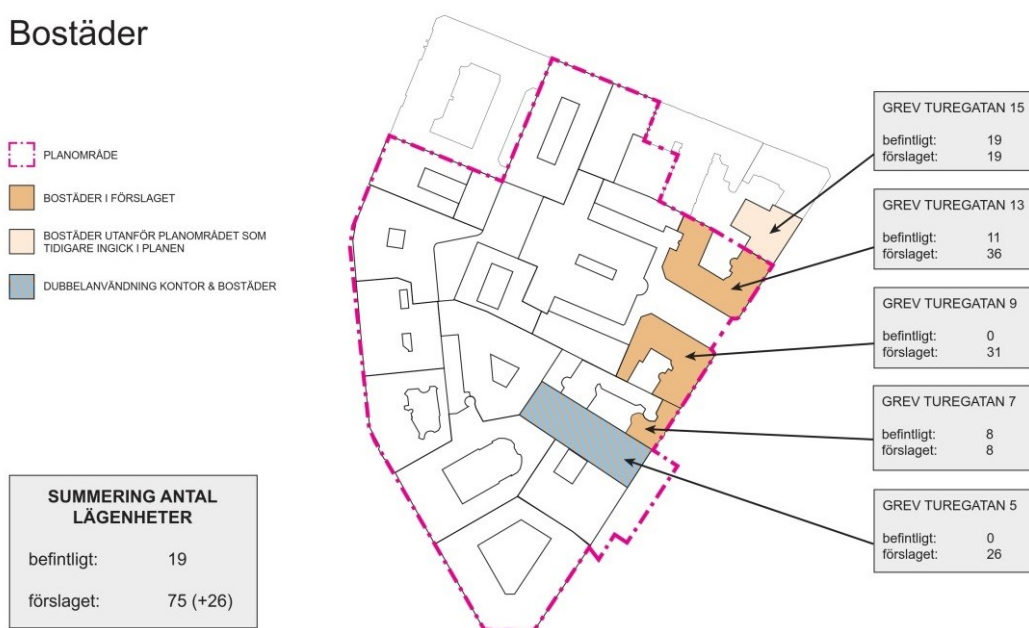 Bostäder
PLANOMRÅDE
BOSTÄDER I FÖRSLAGET
BOSTÄDER UTANFÖR PLANOMRÅDET SOM
TIDIGARE INGICK I PLANEN
DUBBELANVÄNDNING KONTOR & BOSTÄDER
SUMMERING ANTAL
LÄGENHETER
befintligt: 19
förslaget: 75 (+26)
GREV TUREGATAN 15
befintligt: 19
förslaget: 19
GREV TUREGATAN 13
befintligt: 11
förslaget: 36
GREV TUREGATAN 9
befintligt: 0
förslaget: 31
GREV TUREGATAN 7
befintligt: 8
förslaget: 8
GREV TUREGATAN 5
befintligt: 0
förslaget: 26